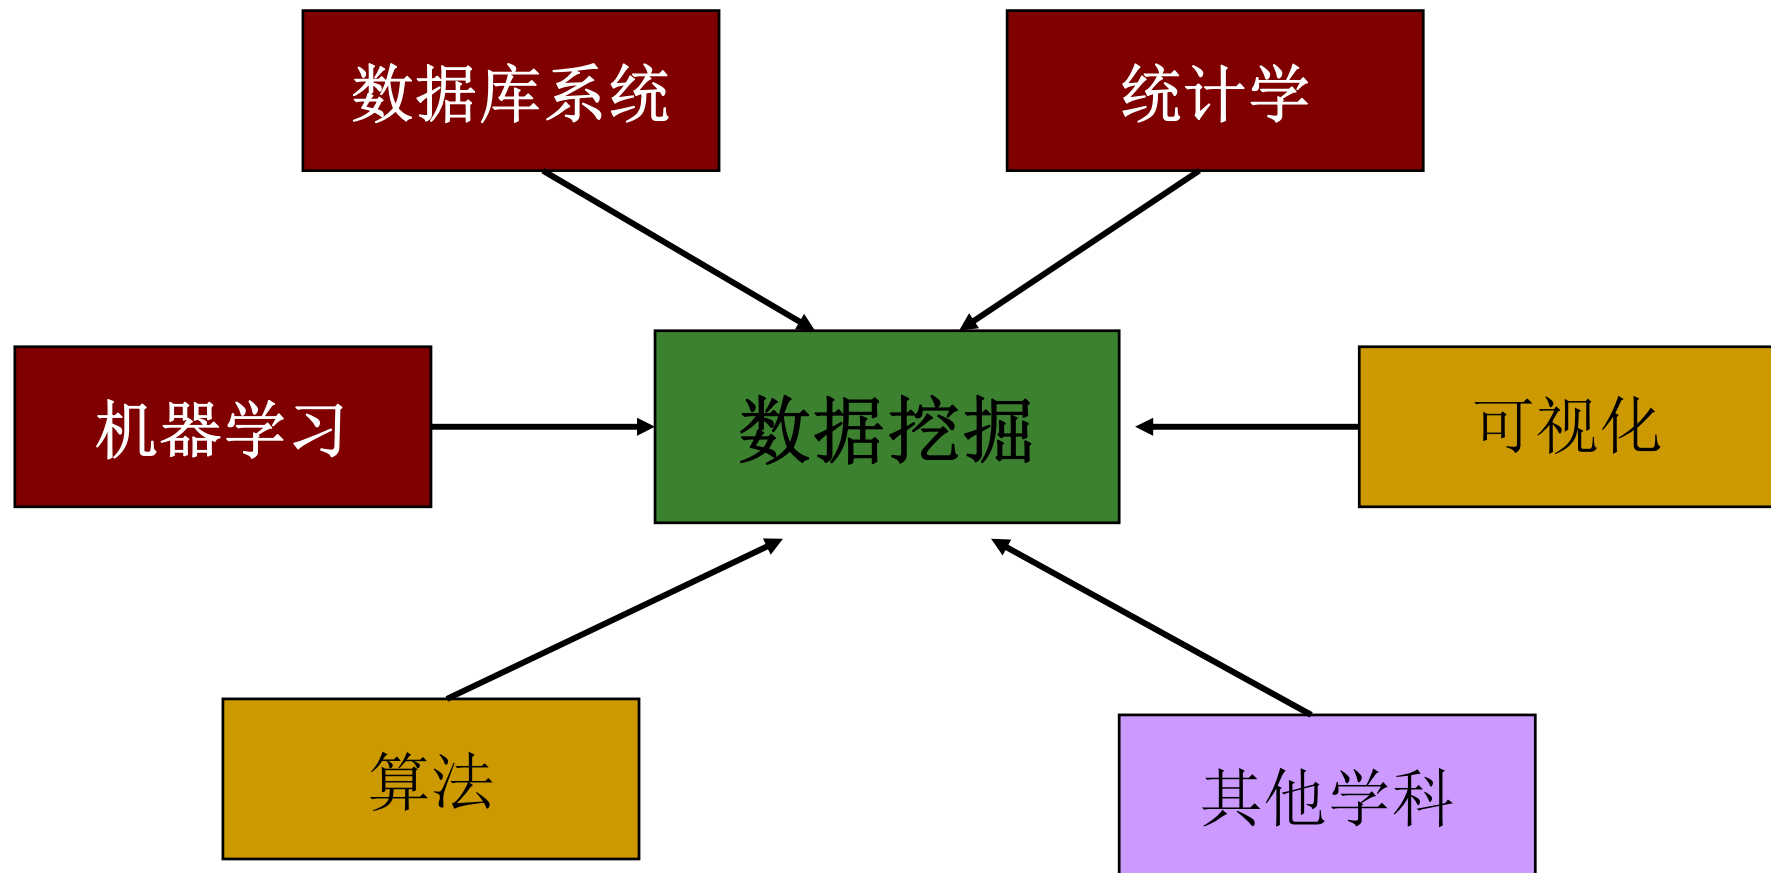 数据库系统
统计学
机器学习
数据挖掘
可视化
算法
其他学科